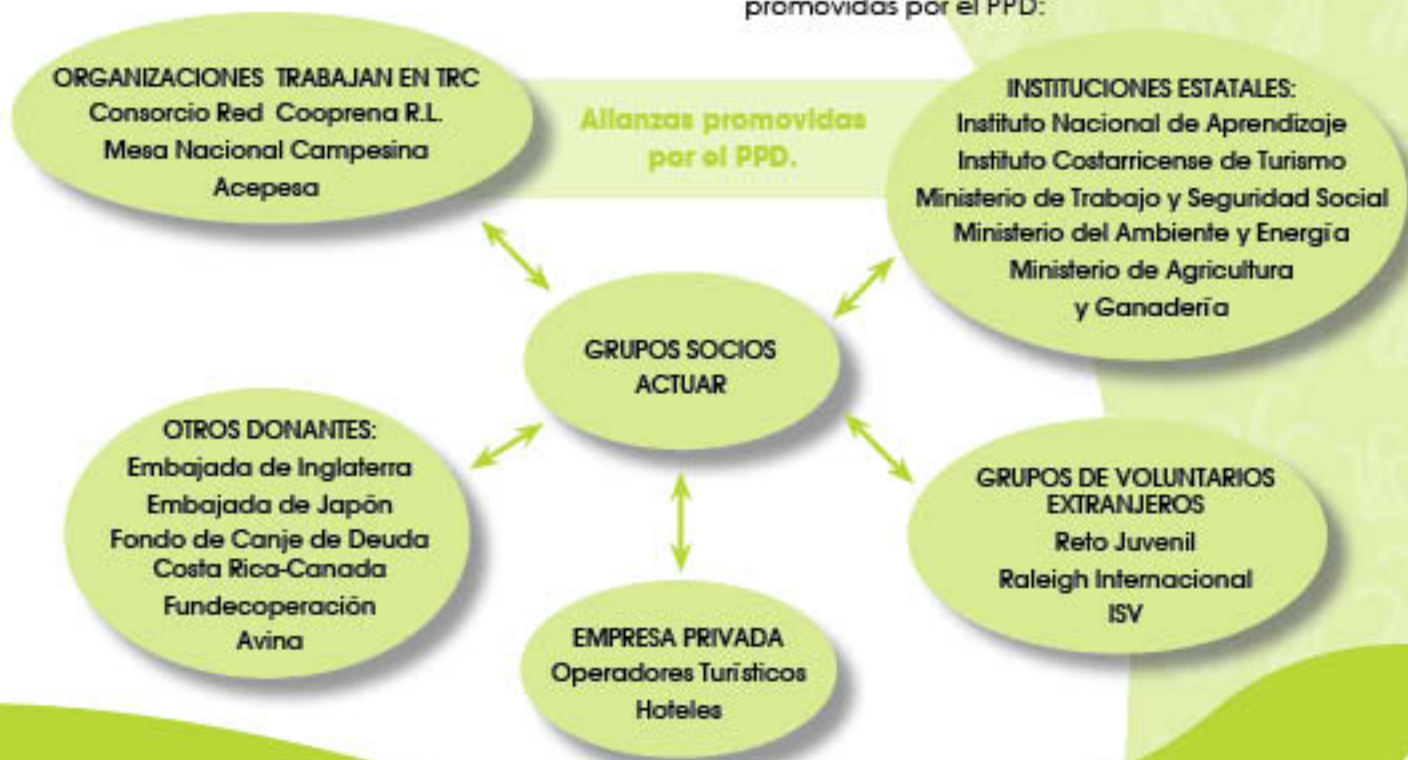 promovidas por el PPD:
ORGANIZACIONES TRABAJAN EN TRC
Consorcio Red Cooprena R.L.
Mesa Nacional Campesina
Acepesa
Alianzas promovidas
por el PPD.
INSTITUCIONES ESTATALES:
Instituto Nacional de Aprendizaje
Instituto Costarricense de Turismo
Ministerio de Trabajo y Seguridad Social
Ministerio del Ambiente y Energía
Ministerio de Agricultura
y Ganadería
GRUPOS SOCIOS
ACTUAR
OTROS DONANTES:
Embajada de Inglaterra
Embajada de Japón
Fondo de Canje de Deuda
Costa Rica-Canada
Fundecoperación
Avina
EMPRESA PRIVADA
Operadores Turísticos
Hoteles
GRUPOS DE VOLUNTARIOS
EXTRANJEROS
Reto Juvenil
Raleigh Internacional
ISV